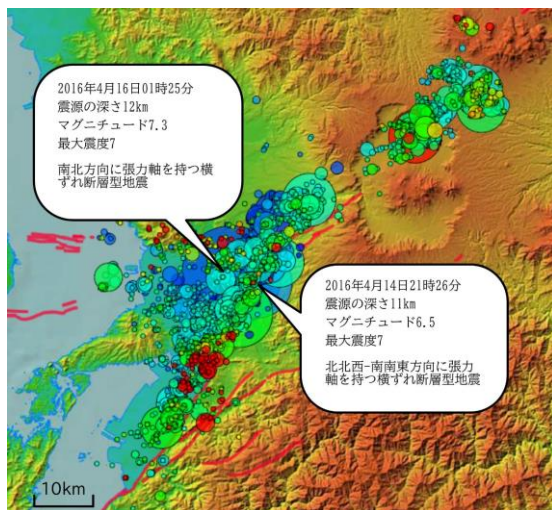 2016年4月16日01時25分
震源の深さ12km
マグニチュード7.3
最大震度7
南北方向に張力軸を持つ横
ずれ断層型地震
2016年4月14日21時26分
震源の深さ11km
マグニチュード6.5
最大震度7
北北西-南南東方向に張力
軸を持つ横ずれ断層型地震
10km